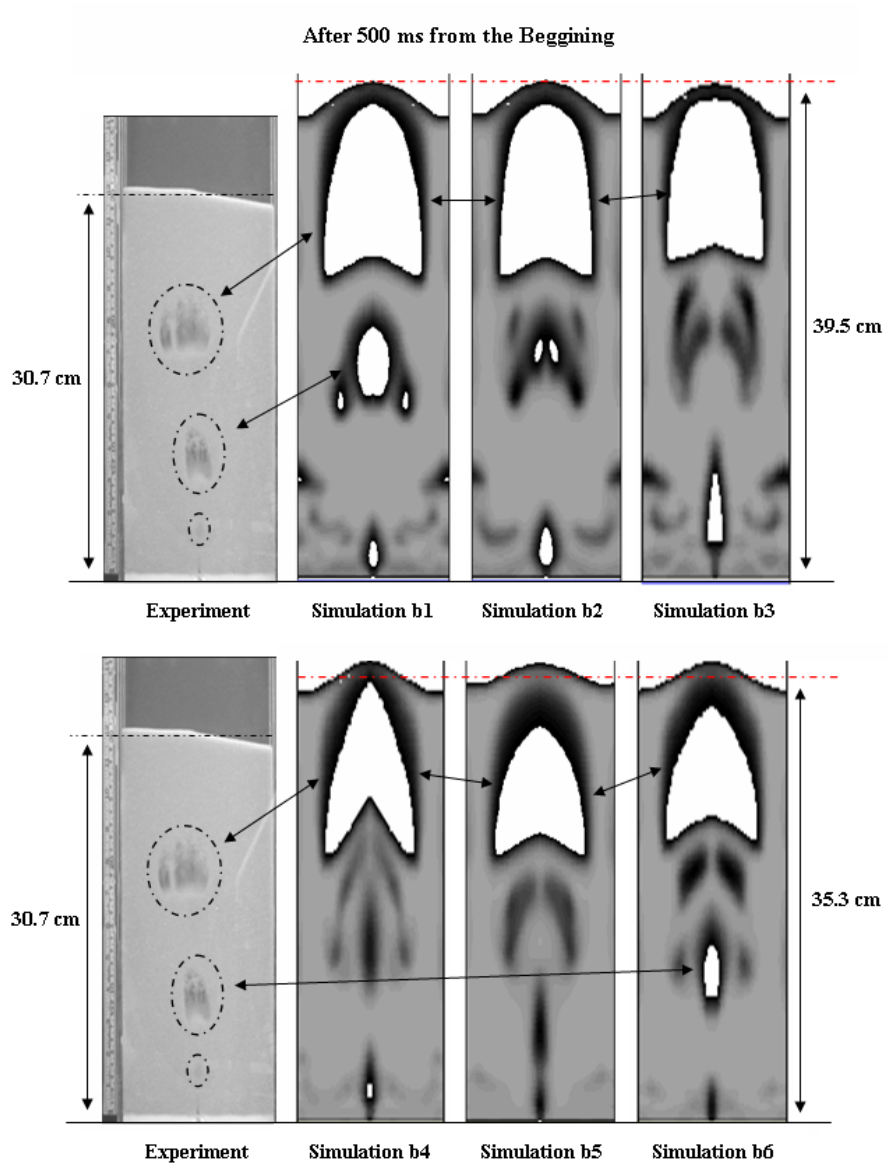 After 500 ms from the Beggining
30.7 cm
39.5 cm
Experiment Simulation b1 Simulation b2 Simulation b3
30.7 cm
35.3 cm
Experiment Simulation b4 Simulation b5 Simulation b6